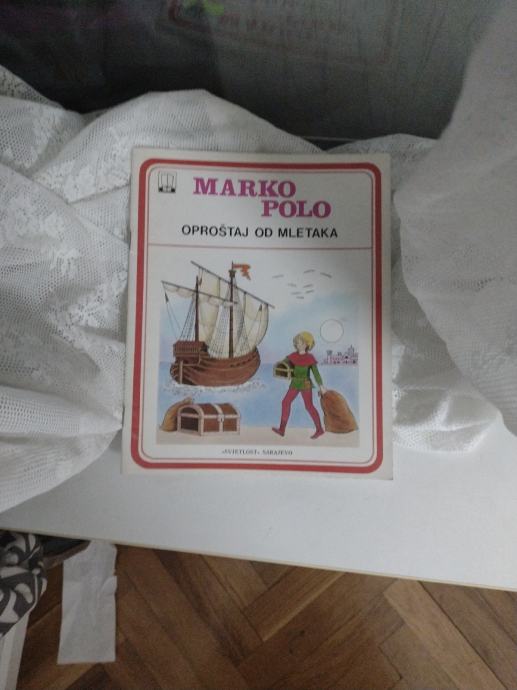 MARKO
POLO
OPROŠTAJ OD MLETAKA
»SVJETLOST« SARAJEVO